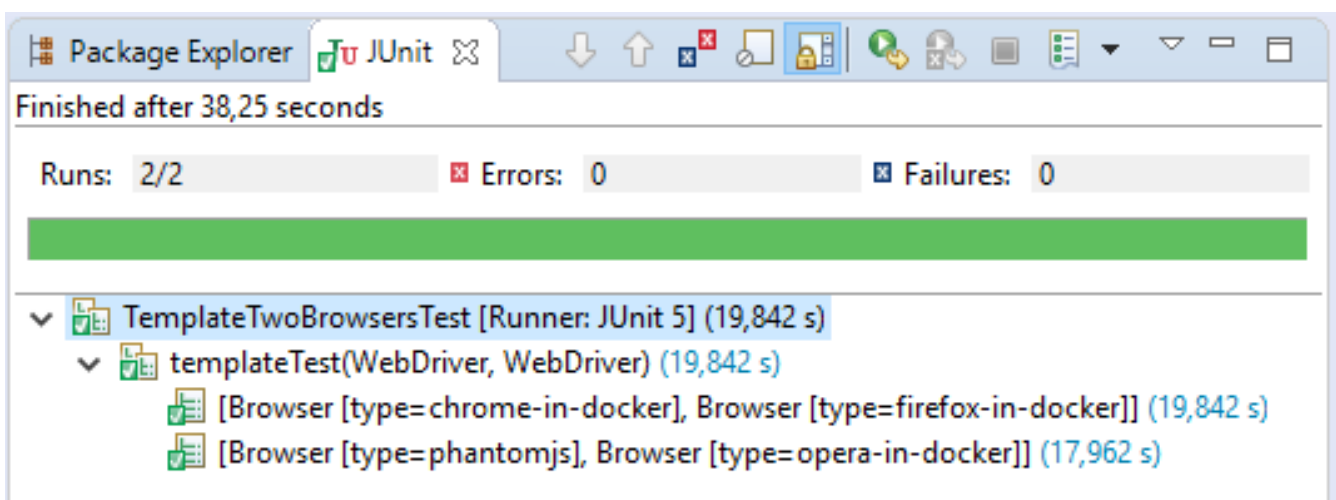 Package Explorer JUnit
Finished after 38,25 seconds
Runs: 2/2 Errors: 0 Failures: 0
TemplateTwoBrowsersTest [Runner: JUnit 5] (19,842 s)
templateTest(WebDriver, WebDriver) (19,842 s)
[Browser [type=chrome-in-docker], Browser [type=firefox-in-docker]] (19,842 s)
[Browser [type=phantomjs], Browser [type=opera-in-docker]] (17,962 s)